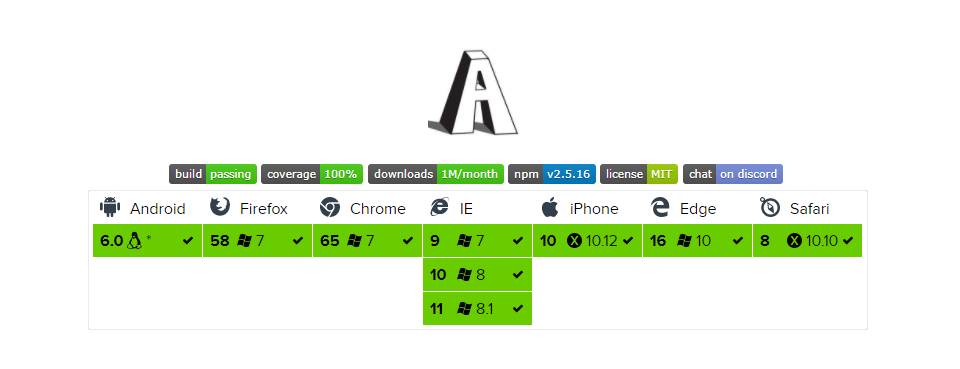 A
build passing coverage 100% downloads 1M/month npm v2.5.16 license MIT chat on discord
Android Firefox Chrome IE iPhone Edge Safari
6.0 * 58 7 65 7 9 7 10 10.12 16 10 8 10.10
10 8
11 8.1